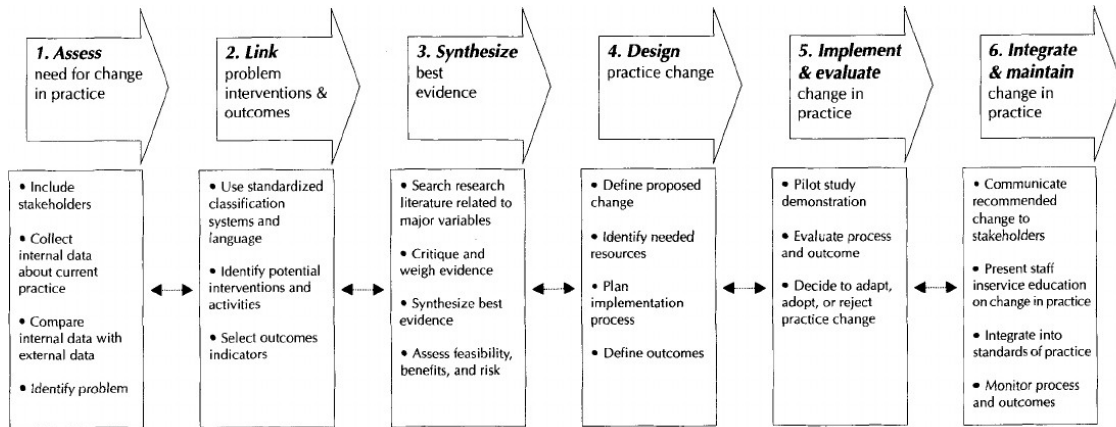 1. Assess
need for change
in practice
• Include
stakeholders
• Collect
internal data
about current
practice
• Compare
internal data with
external data
• Identify problem
2. Link
problem
interventions &
outcomes
• Use standardized
classification
systems and
language
• Identify potential
interventions and
activities
• Select outcomes
indicators
3. Synthesize
best
evidence
• Search research
literature related to
major variables
• Critique and
weigh evidence
• Synthesize best
evidence
• Assess feasibility,
benefits, and risk
4. Design
practice change
• Define proposed
change
• Identify needed
resources
• Plan
implementation
process
• Define outcomes
5. Implement
& evaluate
change in
practice
• Pilot study
demonstration
• Evaluate process
and outcome
• Decide to adapt,
adopt, or reject
practice change
6. Integrate
& maintain
change in
practice
• Communicate
recommended
change to
stakeholders
• Present staff
inservice education
on change in practice
• Integrate into
standards of practice
• Monitor process
and outcomes